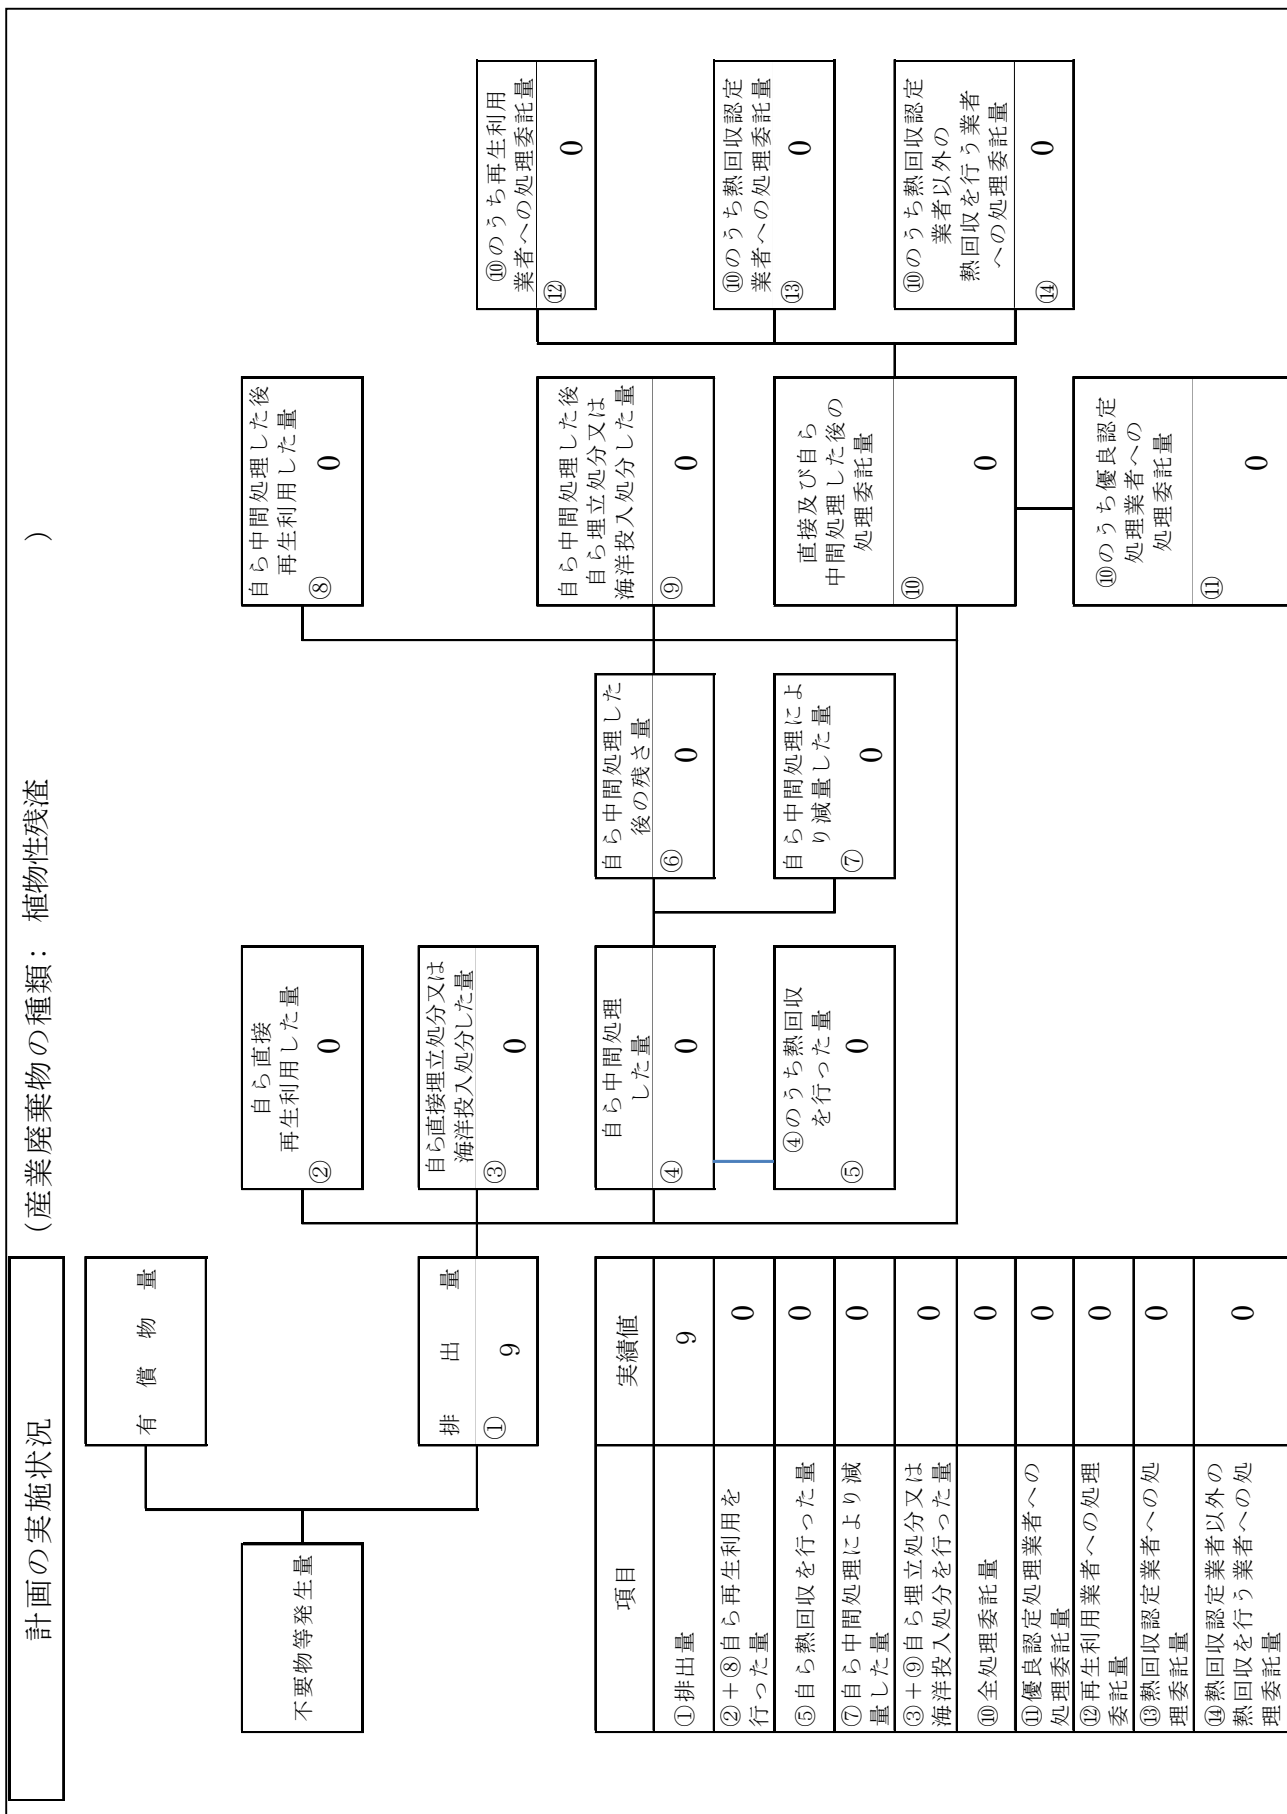 計画の実施状況
(産業廃棄物の種類： 植物性残渣 )
不要物等発生量
有償物量
排出量
① 9
自ら直接
再生利用した量
② 0
自ら直接埋立処分又は
海洋投入処分した量
③ 0
自ら中間処理
した量
④ 0
④のうち熱回収
を行った量
⑤ 0
自ら中間処理した
後の残さ量
⑥ 0
自ら中間処理によ
り減量した量
⑦ 0
自ら中間処理した後
再生利用した量
⑧ 0
自ら中間処理した後
自ら埋立処分又は
海洋投入処分した量
⑨ 0
直接及び自ら
中間処理した後の
処理委託量
⑩ 0
⑩のうち優良認定
処理業者への
処理委託量
⑪ 0
⑩のうち再生利用
業者への処理委託量
⑫ 0
⑩のうち熱回収認定
業者への処理委託量
⑬ 0
⑩のうち熱回収認定
業者以外の
熱回収を行う業者
への処理委託量
⑭ 0
項目 実績値
①排出量 9
②＋⑧自ら再生利用を
行った量 0
⑤自ら熱回収を行った量 0
⑦自ら中間処理により減
量した量 0
③＋⑨自ら埋立処分又は
海洋投入処分を行った量 0
⑩全処理委託量 0
⑪優良認定処理業者への
処理委託量 0
⑫再生利用業者への処理
委託量 0
⑬熱回収認定業者への処
理委託量 0
⑭熱回収認定業者以外の
熱回収を行う業者への処
理委託量 0